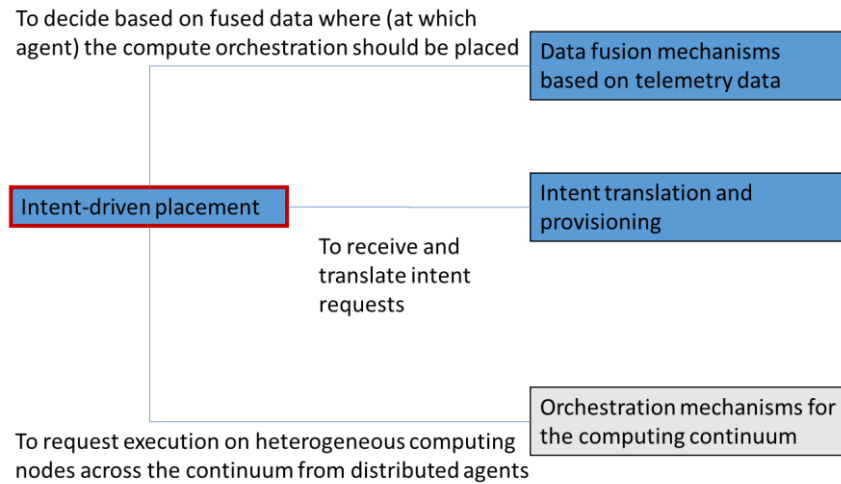 To decide based on fused data where (at which
agent) the compute orchestration should be placed
Data fusion mechanisms
based on telemetry data
Intent-driven placement
Intent translation and
provisioning
To receive and
translate intent
requests
Orchestration mechanisms for
the computing continuum
To request execution on heterogeneous computing
nodes across the continuum from distributed agents